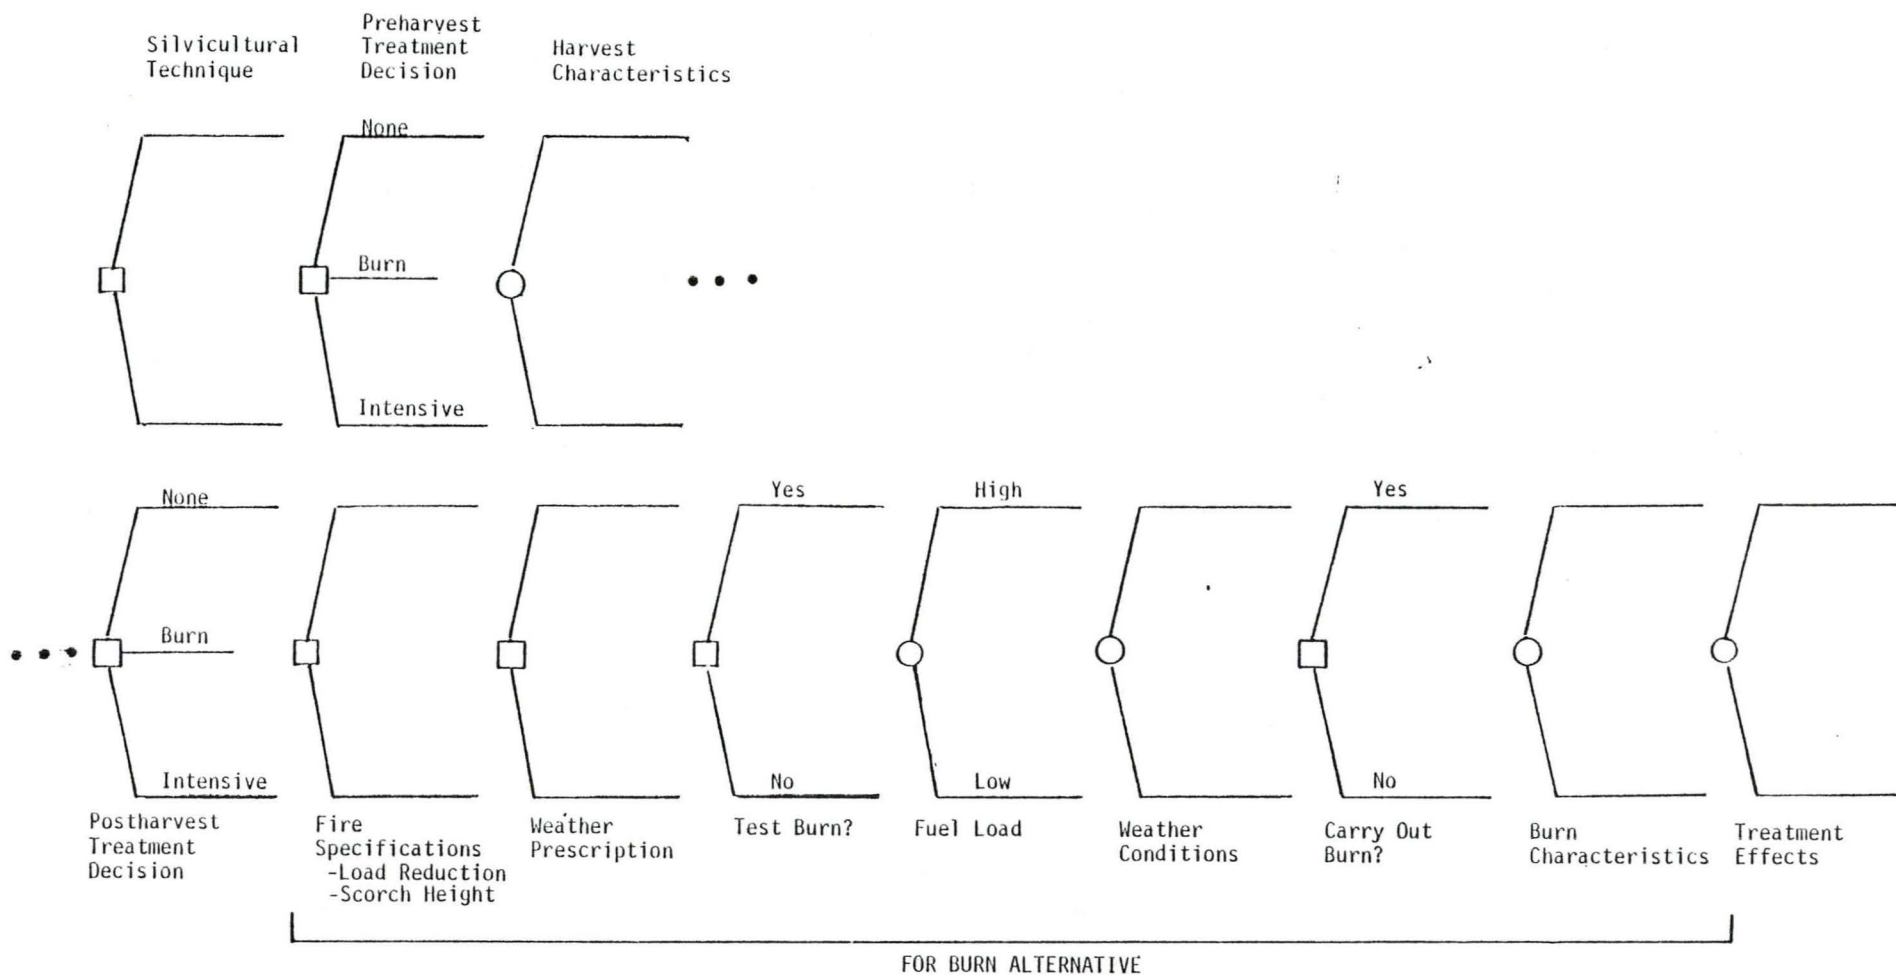 Silvicultural
Technique
Preharvest
Treatment
Decision
Harvest
Characteristics
None
Burn
Intensive
None
Burn
Intensive
Yes
No
High
Low
Yes
No
Postharvest
Treatment
Decision
Fire
Specifications
-Load Reduction
-Scorch Height
Weather
Prescription
Test Burn?
Fuel Load
Weather
Conditions
Carry Out
Burn?
Burn
Characteristics
Treatment
Effects
FOR BURN ALTERNATIVE